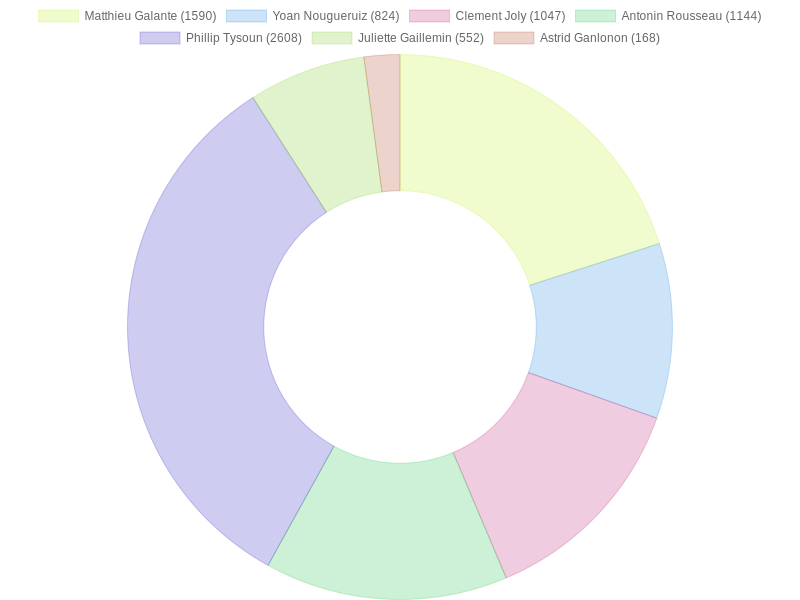 Matthieu Galante (1590) Yoan Nougueruiz (824) Clement Joly (1047) Antonin Rousseau (1144)
Phillip Tysoun (2608) Juliette Gaillemin (552) Astrid Ganlonon (168)